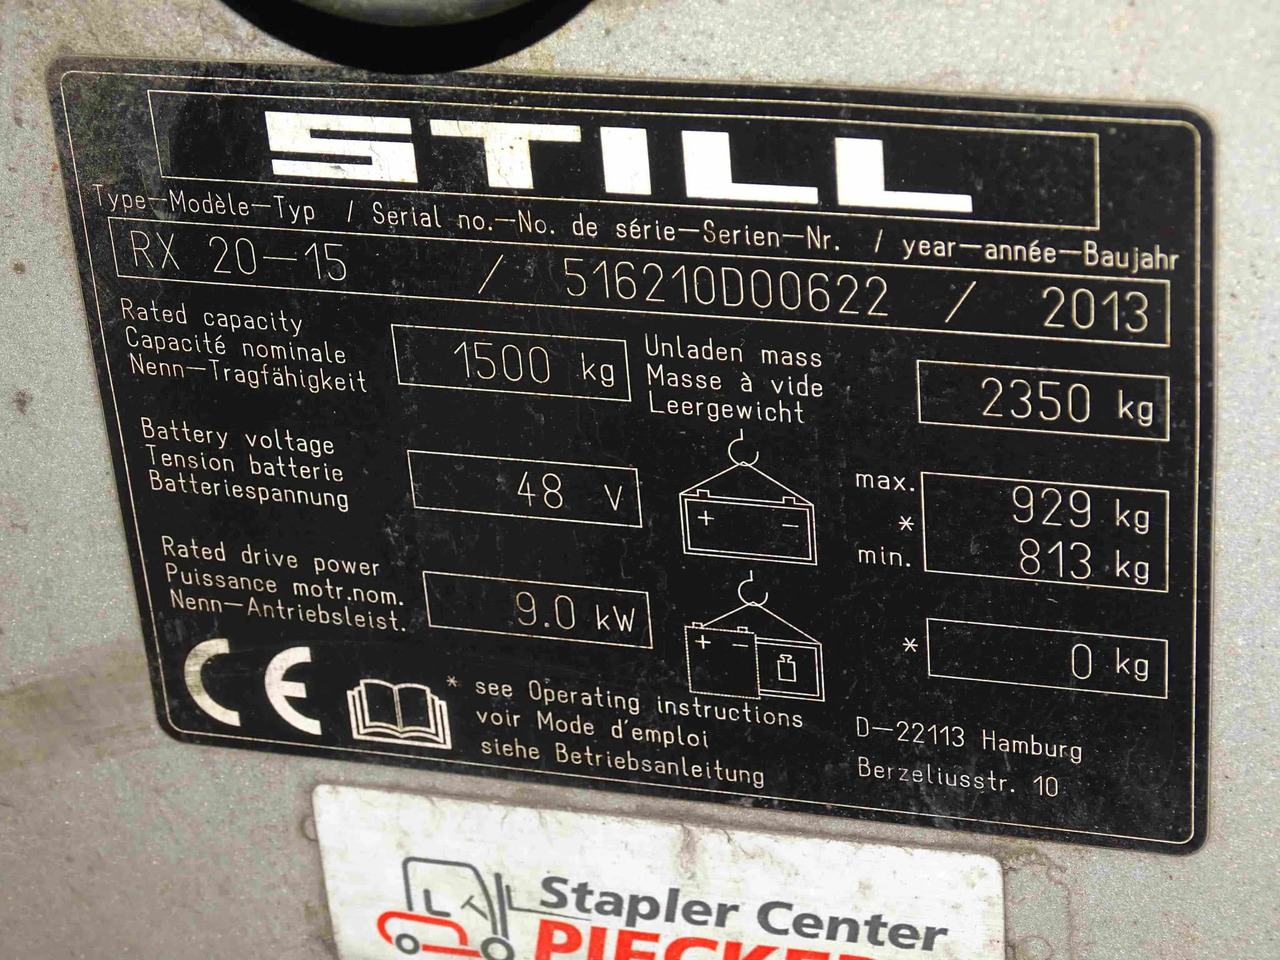 STILL
Type—Modèle—Typ / Serial no.—No. de série—Serien—Nr. / year—année—Baujahr
RX 20—15 / 516210D00622 / 2013
Rated capacity
Capacité nominale
Nenn—Tragfähigkeit
1500 kg
Unladen mass
Masse à vide
Leergewicht
2350 kg
Battery voltage
Tension batterie
Batteriespannung
48 V
+ −
max.
*
min.
929 kg
813 kg
Rated drive power
Puissance motr.nom.
Nenn—Antriebsleist.
9.0 kW
+ −
*
0 kg
CE
* see Operating instructions
voir Mode d'emploi
siehe Betriebsanleitung
D—22113 Hamburg
Berzeliusstr. 10
Stapler Center